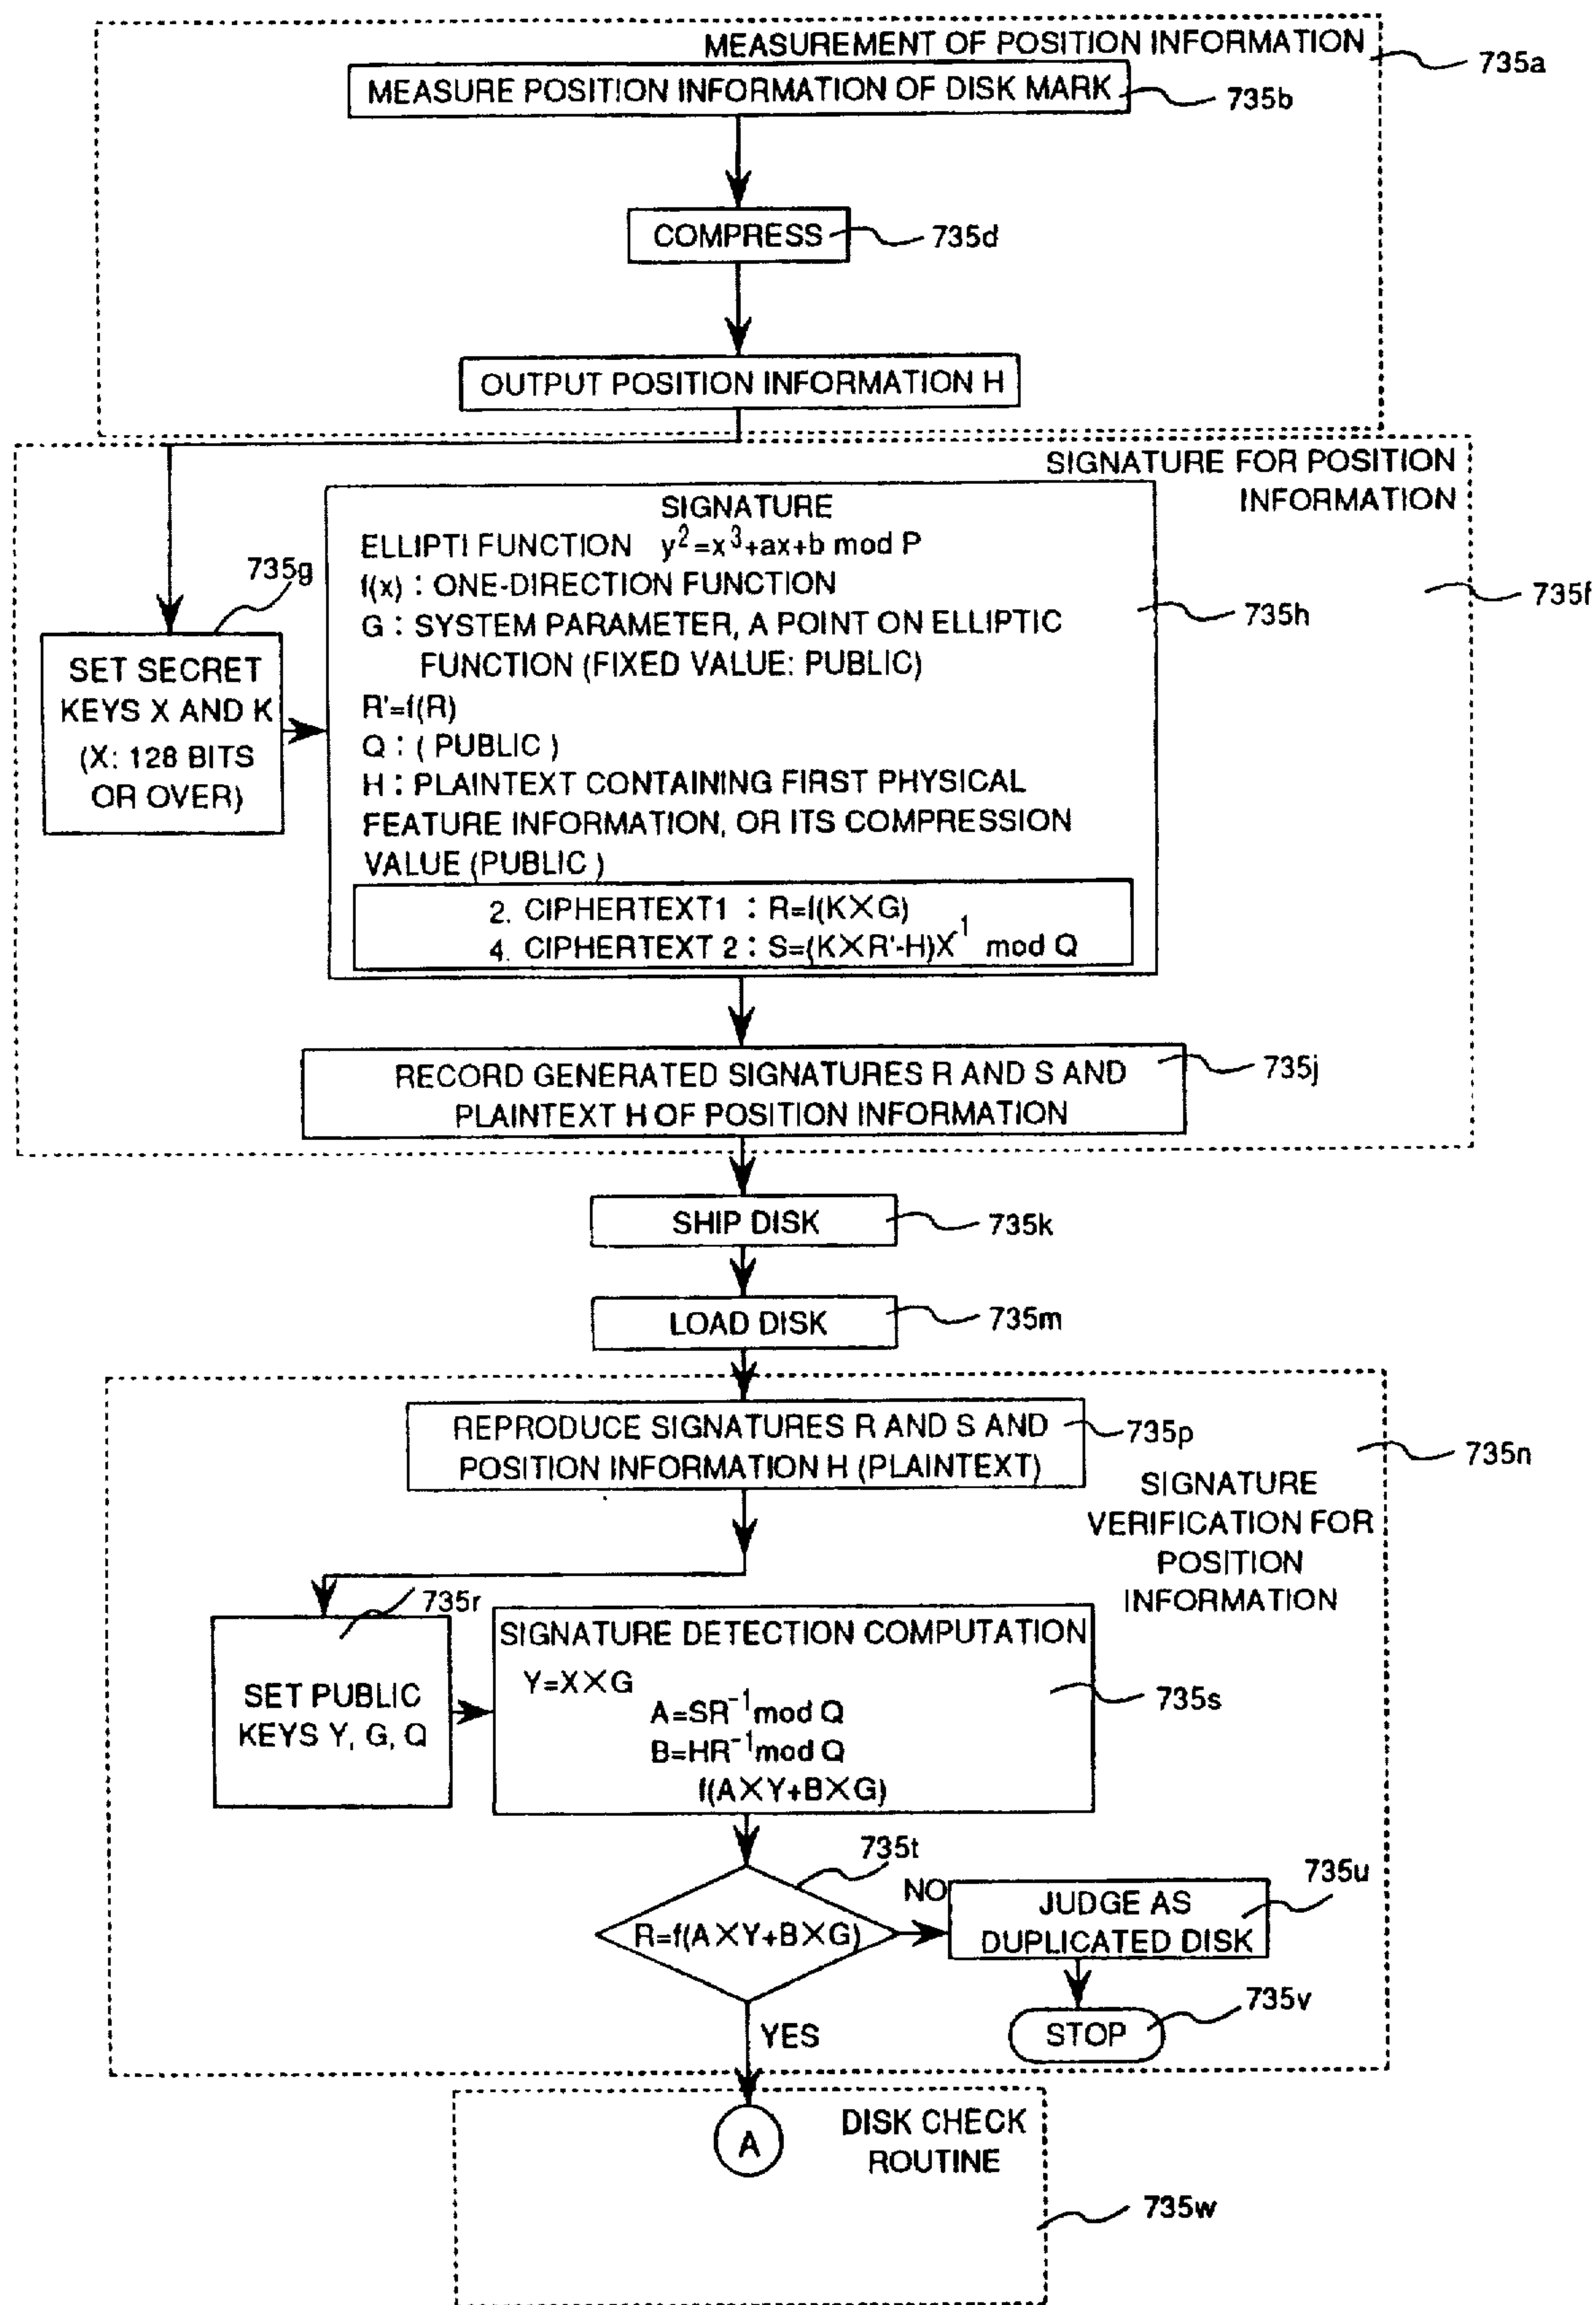 MEASUREMENT OF POSITION INFORMATION
735a
MEASURE POSITION INFORMATION OF DISK MARK
735b
COMPRESS
735d
OUTPUT POSITION INFORMATION H
SIGNATURE FOR POSITION
INFORMATION
735f
735g
SET SECRET
KEYS X AND K
(X: 128 BITS
OR OVER)
SIGNATURE
ELLIPTI FUNCTION y²=x³+ax+b mod P
f(x) : ONE-DIRECTION FUNCTION
G : SYSTEM PARAMETER, A POINT ON ELLIPTIC
FUNCTION (FIXED VALUE: PUBLIC)
R'=f(R)
Q : ( PUBLIC )
H : PLAINTEXT CONTAINING FIRST PHYSICAL
FEATURE INFORMATION, OR ITS COMPRESSION
VALUE (PUBLIC )
2. CIPHERTEXT1 : R=f(K×G)
4. CIPHERTEXT 2 : S=(K×R'-H)X⁻¹ mod Q
735h
RECORD GENERATED SIGNATURES R AND S AND
PLAINTEXT H OF POSITION INFORMATION
735j
SHIP DISK
735k
LOAD DISK
735m
REPRODUCE SIGNATURES R AND S AND
POSITION INFORMATION H (PLAINTEXT)
735p
735n
SIGNATURE
VERIFICATION FOR
POSITION
INFORMATION
735r
SET PUBLIC
KEYS Y, G, Q
SIGNATURE DETECTION COMPUTATION
Y=X×G
A=SR⁻¹mod Q
B=HR⁻¹mod Q
f(A×Y+B×G)
735s
735t
R=f(A×Y+B×G)
NO
JUDGE AS
DUPLICATED DISK
735u
STOP
735v
YES
A
DISK CHECK
ROUTINE
735w